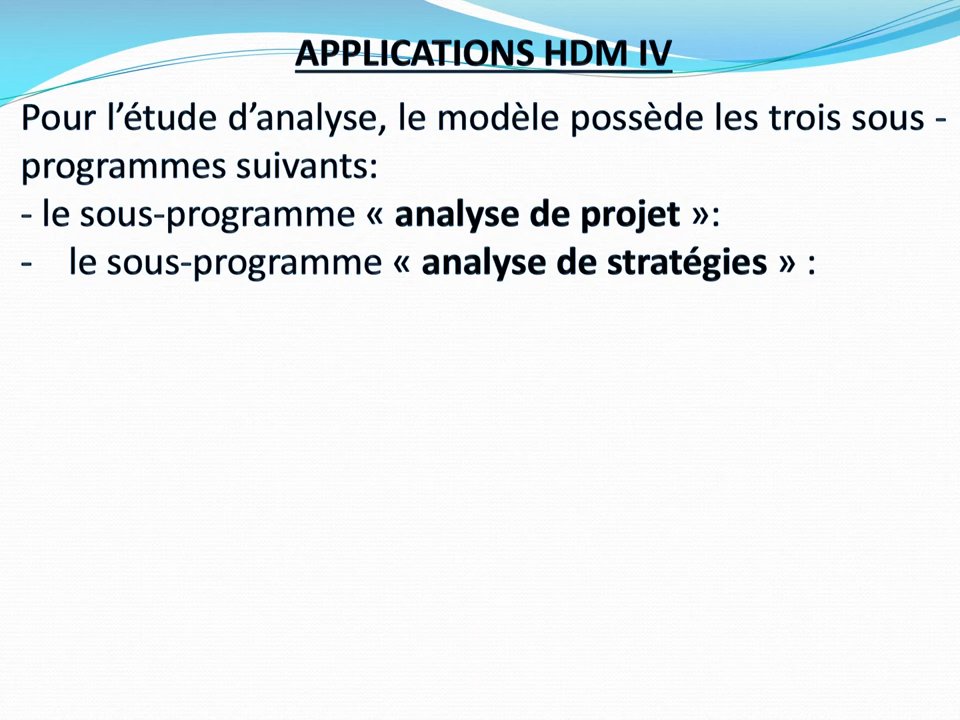 APPLICATIONS HDM IV
Pour l’étude d’analyse, le modèle possède les trois sous -
programmes suivants:
- le sous-programme « analyse de projet »:
- le sous-programme « analyse de stratégies » :